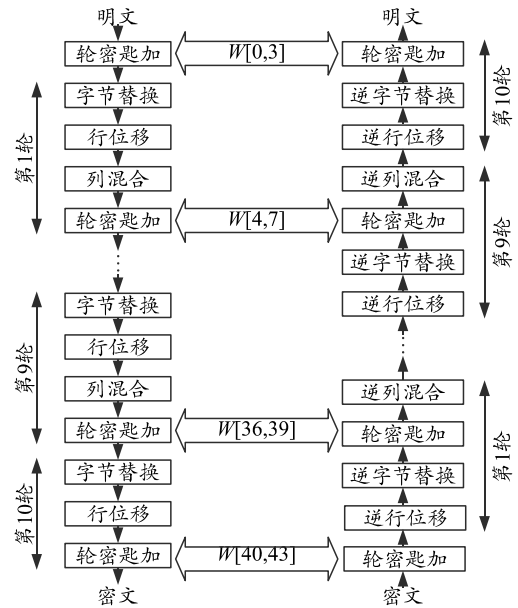 明文
轮密匙加
字节替换
行位移
列混合
轮密匙加
⋮
字节替换
行位移
列混合
轮密匙加
字节替换
行位移
轮密匙加
密文
第1轮
第9轮
第10轮
W[0,3]
W[4,7]
W[36,39]
W[40,43]
明文
轮密匙加
逆字节替换
逆行位移
逆列混合
轮密匙加
逆字节替换
逆行位移
⋮
逆列混合
轮密匙加
逆字节替换
逆行位移
轮密匙加
密文
第10轮
第9轮
第1轮